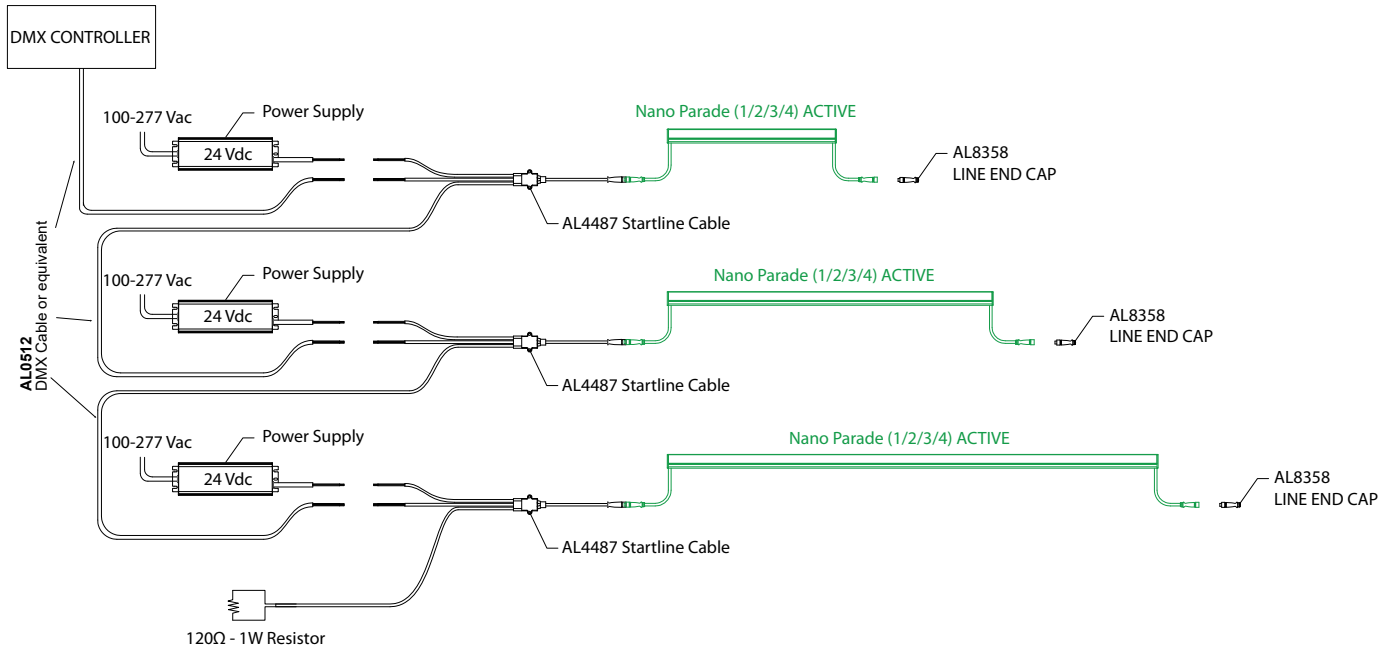 DMX CONTROLLER
100-277 Vac
Power Supply
24 Vdc
Nano Parade (1/2/3/4) ACTIVE
AL8358
LINE END CAP
AL4487 Startline Cable
AL0512
DMX Cable or equivalent
100-277 Vac
Power Supply
24 Vdc
Nano Parade (1/2/3/4) ACTIVE
AL8358
LINE END CAP
AL4487 Startline Cable
100-277 Vac
Power Supply
24 Vdc
Nano Parade (1/2/3/4) ACTIVE
AL8358
LINE END CAP
AL4487 Startline Cable
120Ω - 1W Resistor